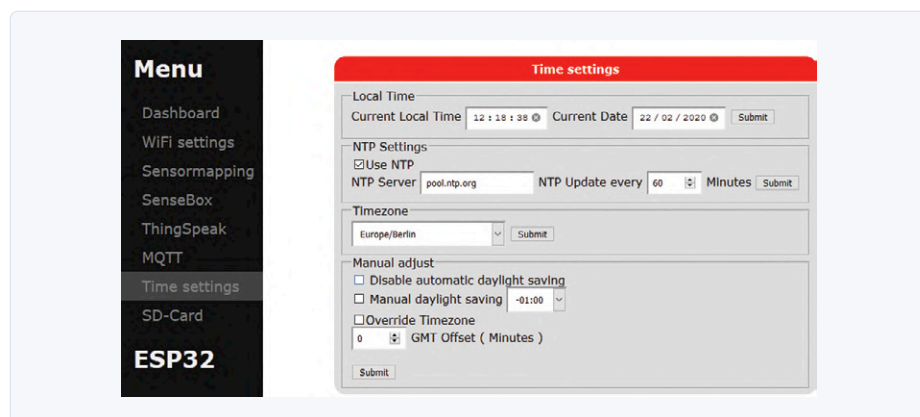 Menu
Dashboard
WiFi settings
Sensormapping
SenseBox
ThingSpeak
MQTT
Time settings
SD-Card
ESP32
Time settings
Local Time
Current Local Time 12 : 18 : 38 Current Date 22 / 02 / 2020 Submit
NTP Settings
Use NTP
NTP Server pool.ntp.org NTP Update every 60 Minutes Submit
Timezone
Europe/Berlin Submit
Manual adjust
Disable automatic daylight saving
Manual daylight saving -01:00
Override Timezone
0 GMT Offset ( Minutes )
Submit